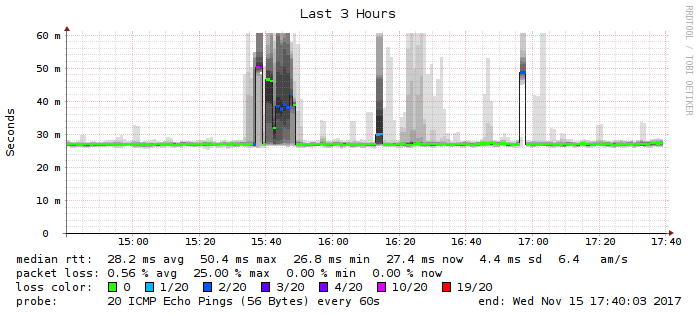 Last 3 Hours
RRDTOOL / TOBI OETIKER
Seconds
60 m
50 m
40 m
30 m
20 m
10 m
0
15:00 15:20 15:40 16:00 16:20 16:40 17:00 17:20 17:40
median rtt: 28.2 ms avg 50.4 ms max 26.8 ms min 27.4 ms now 4.4 ms sd 6.4 am/s
packet loss: 0.56 % avg 25.00 % max 0.00 % min 0.00 % now
loss color: 0 1/20 2/20 3/20 4/20 10/20 19/20
probe: 20 ICMP Echo Pings (56 Bytes) every 60s end: Wed Nov 15 17:40:03 2017